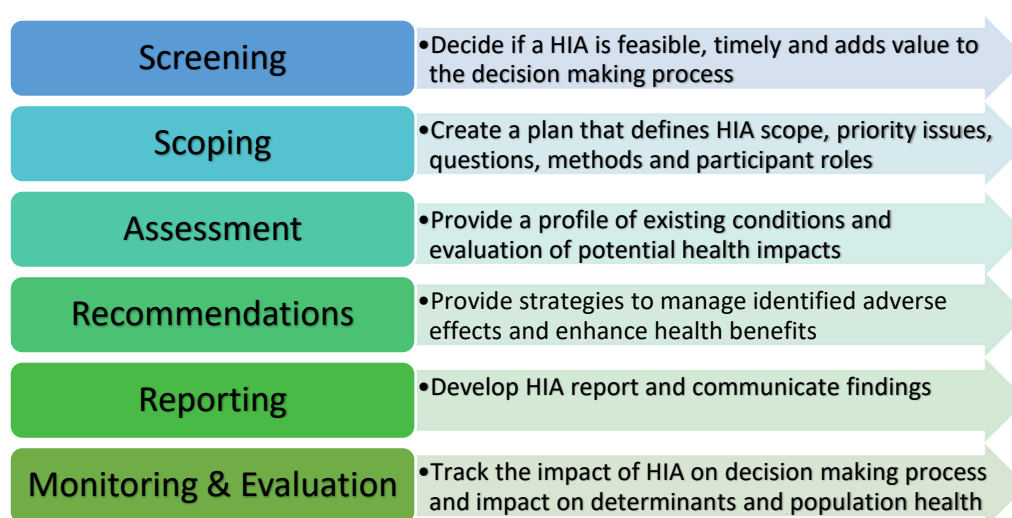 Screening
•Decide if a HIA is feasible, timely and adds value to
the decision making process
Scoping
•Create a plan that defines HIA scope, priority issues,
questions, methods and participant roles
Assessment
•Provide a profile of existing conditions and
evaluation of potential health impacts
Recommendations
•Provide strategies to manage identified adverse
effects and enhance health benefits
Reporting
•Develop HIA report and communicate findings
Monitoring & Evaluation
•Track the impact of HIA on decision making process
and impact on determinants and population health